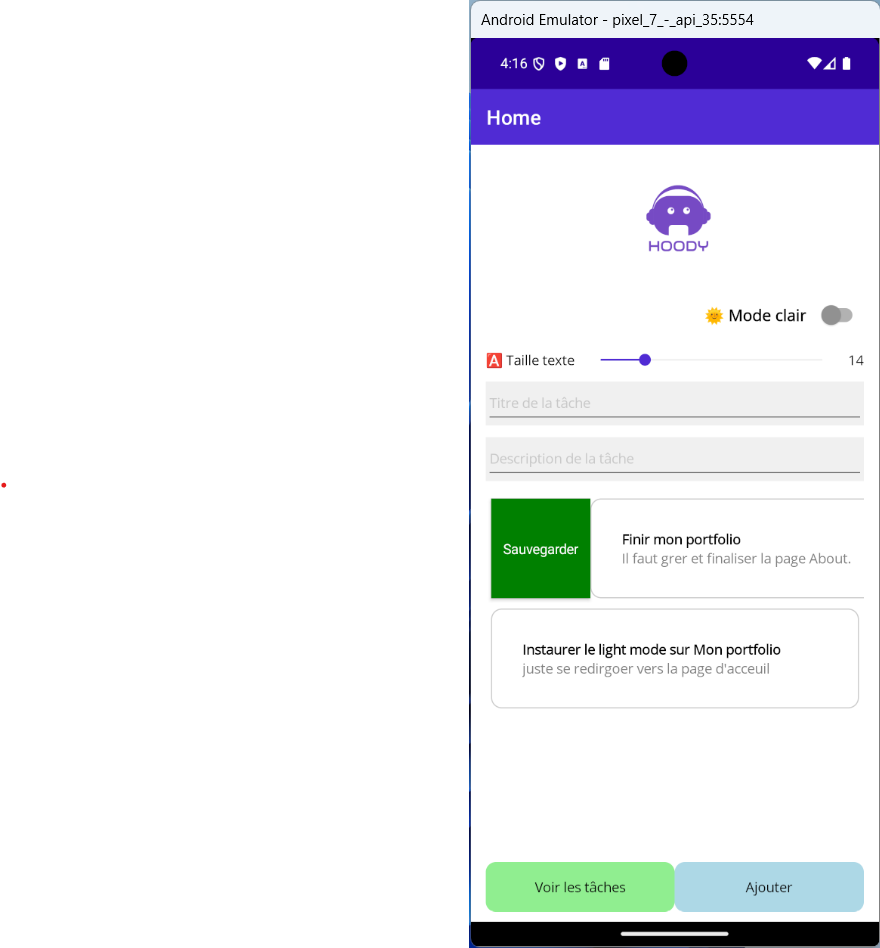 Android Emulator - pixel_7_-_api_35:5554
4:16
Home
HOODY
🌞 Mode clair
🅰 Taille texte 14
Titre de la tâche
Description de la tâche
Sauvegarder
Finir mon portfolio
Il faut grer et finaliser la page About.
Instaurer le light mode sur Mon portfolio
juste se redirgoer vers la page d'acceuil
Voir les tâches
Ajouter